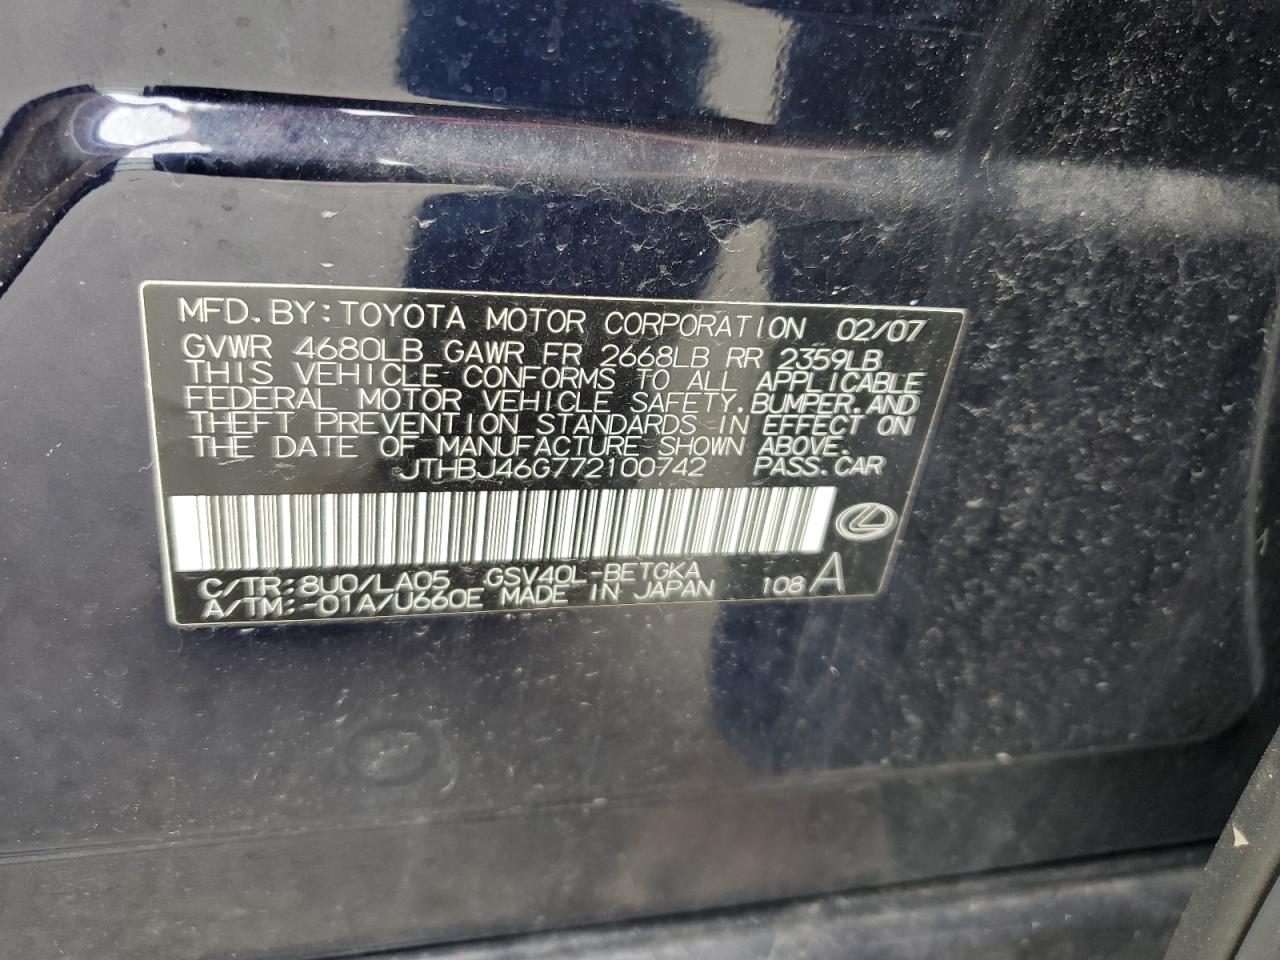 MFD.BY:TOYOTA MOTOR CORPORATION 02/07
GVWR 4680LB GAWR FR 2668LB RR 2359LB
THIS VEHICLE CONFORMS TO ALL APPLICABLE
FEDERAL MOTOR VEHICLE SAFETY,BUMPER,AND
THEFT PREVENTION STANDARDS IN EFFECT ON
THE DATE OF MANUFACTURE SHOWN ABOVE.
JTHBJ46G772100742 PASS.CAR
C/TR:8U0/LA05 GSV40L-BETGKA 108 A
A/TM:-01A/U660E MADE IN JAPAN